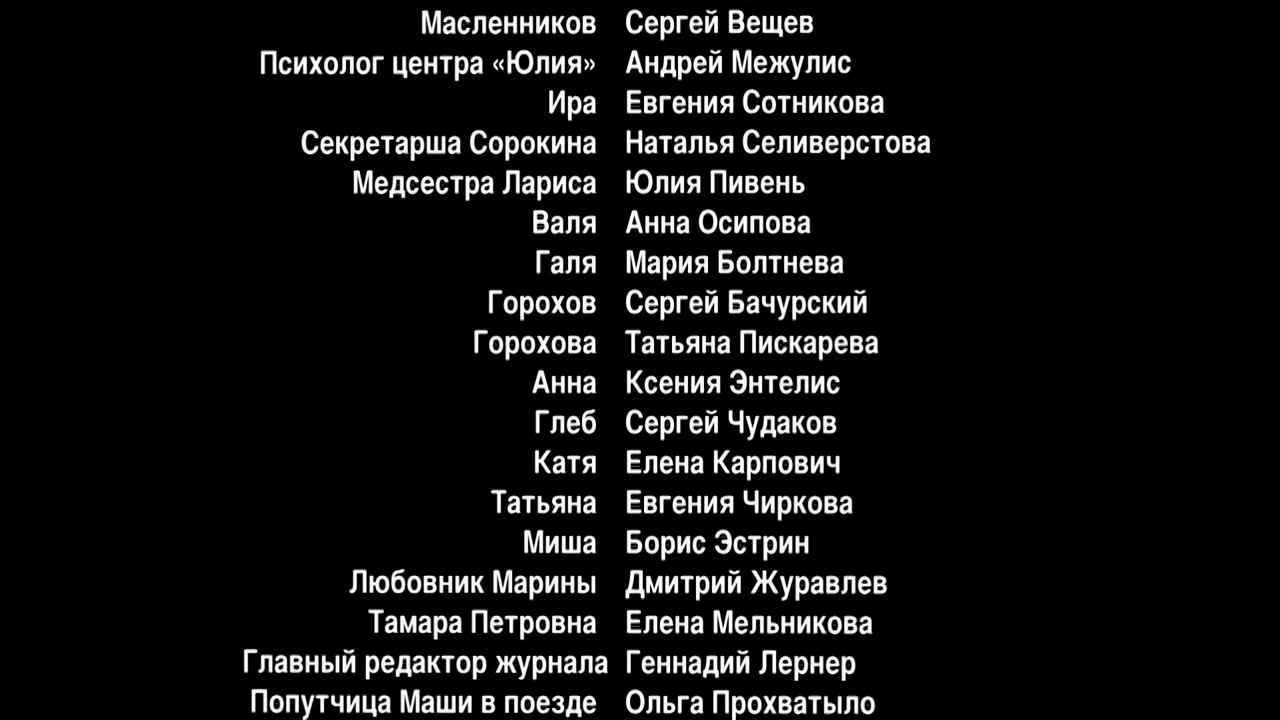 Масленников Сергей Вещев
Психолог центра «Юлия» Андрей Межулис
Ира Евгения Сотникова
Секретарша Сорокина Наталья Селиверстова
Медсестра Лариса Юлия Пивень
Валя Анна Осипова
Галя Мария Болтнева
Горохов Сергей Бачурский
Горохова Татьяна Пискарева
Анна Ксения Энтелис
Глеб Сергей Чудаков
Катя Елена Карпович
Татьяна Евгения Чиркова
Миша Борис Эстрин
Любовник Марины Дмитрий Журавлев
Тамара Петровна Елена Мельникова
Главный редактор журнала Геннадий Лернер
Попутчица Маши в поезде Ольга Прохватыло